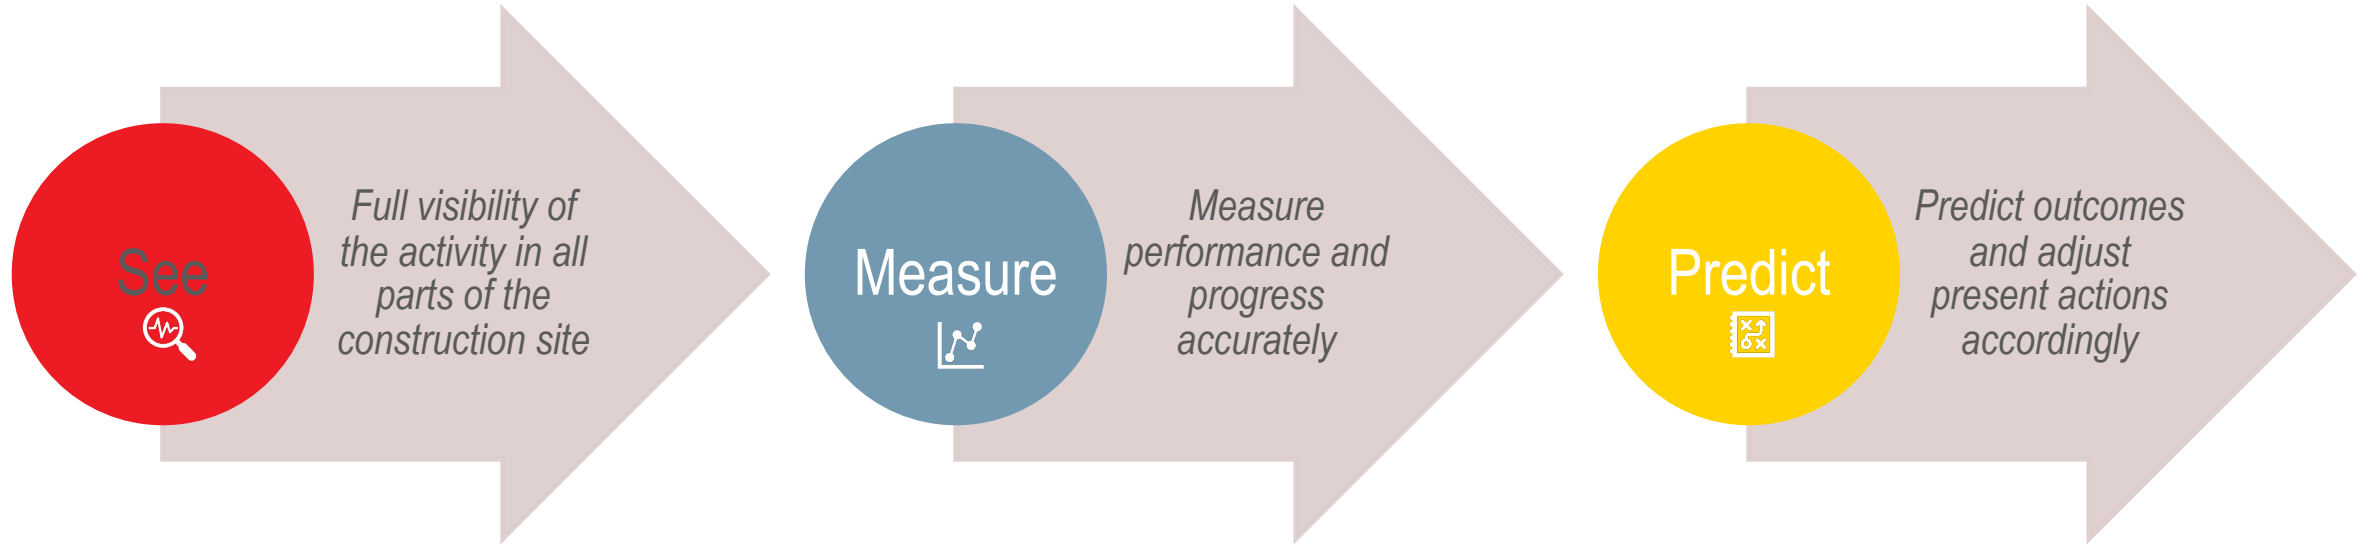 See
Full visibility of
the activity in all
parts of the
construction site
Measure
Measure
performance and
progress
accurately
Predict
Predict outcomes
and adjust
present actions
accordingly